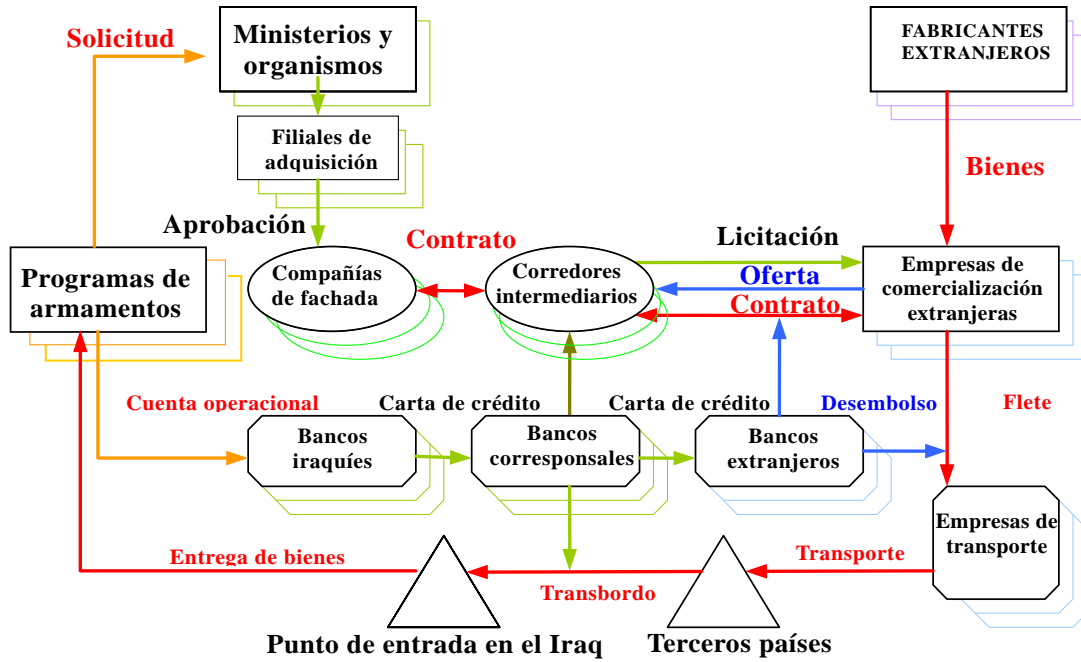 Solicitud
Ministerios y
organismos
FABRICANTES
EXTRANJEROS
Filiales de
adquisición
Bienes
Aprobación
Contrato
Licitación
Programas de
armamentos
Compañías
de fachada
Corredores
intermediarios
Oferta
Contrato
Empresas de
comercialización
extranjeras
Cuenta operacional
Carta de crédito
Carta de crédito
Desembolso
Flete
Bancos
iraquíes
Bancos
corresponsales
Bancos
extranjeros
Empresas de
transporte
Entrega de bienes
Transbordo
Transporte
Punto de entrada en el Iraq
Terceros países